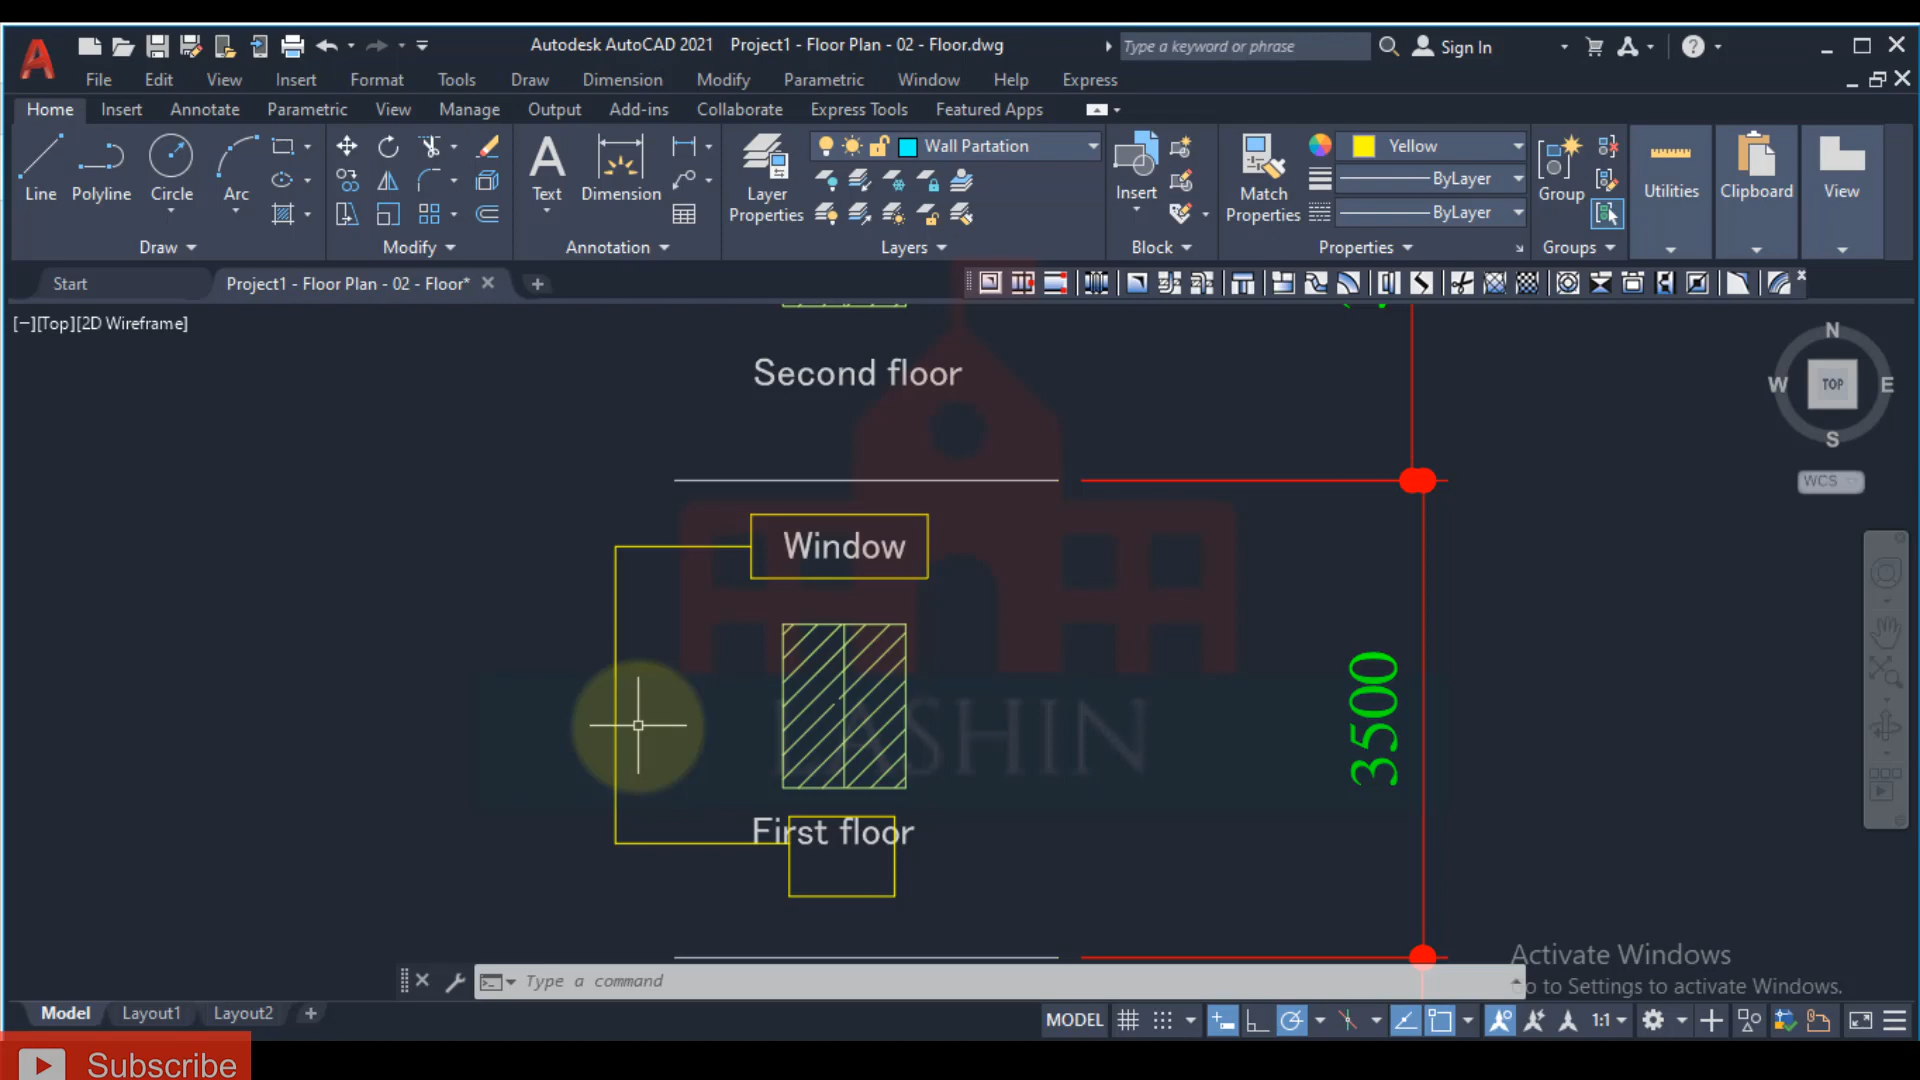 Autodesk AutoCAD 2021 Project1 - Floor Plan - 02 - Floor.dwg
Type a keyword or phrase
Sign In
File Edit View Insert Format Tools Draw Dimension Modify Parametric Window Help Express
Home Insert Annotate Parametric View Manage Output Add-ins Collaborate Express Tools Featured Apps
Wall Partation
Yellow
ByLayer
ByLayer
Line Polyline Circle Arc
Text Dimension
Layer Properties
Insert
Match Properties
Group
Utilities
Clipboard
View
Draw Modify Annotation Layers Block Properties Groups
Start
Project1 - Floor Plan - 02 - Floor*
[−][Top][2D Wireframe]
N
W TOP E
S
WCS
Second floor
Window
3500
LASHIN
First floor
Activate Windows
Go to Settings to activate Windows.
Type a command
Model Layout1 Layout2
MODEL
1:1
Subscribe